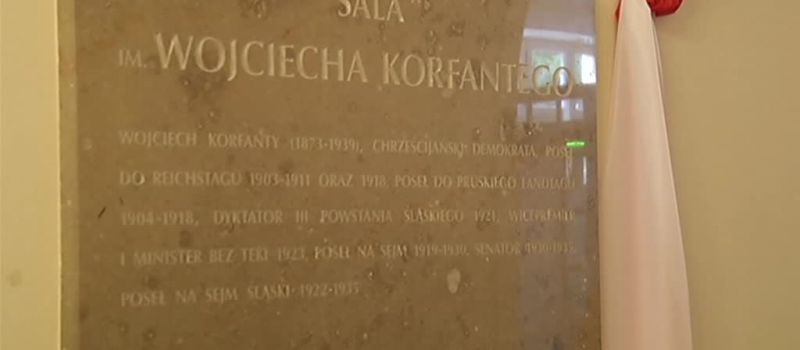 SALA
IM. WOJCIECHA KORFANTEGO
WOJCIECH KORFANTY (1873-1939), CHRZEŚCIJAŃSKI DEMOKRATA, POSEŁ
DO REICHSTAGU 1903-1911 ORAZ 1918, POSEŁ DO PRUSKIEGO LANDTAGU
1904-1918, DYKTATOR III POWSTANIA ŚLĄSKIEGO 1921, WICEPREMIER
I MINISTER BEZ TEKI 1923, POSEŁ NA SEJM 1919-1930, SENATOR 1930-1935,
POSEŁ NA SEJM ŚLĄSKI 1922-1935